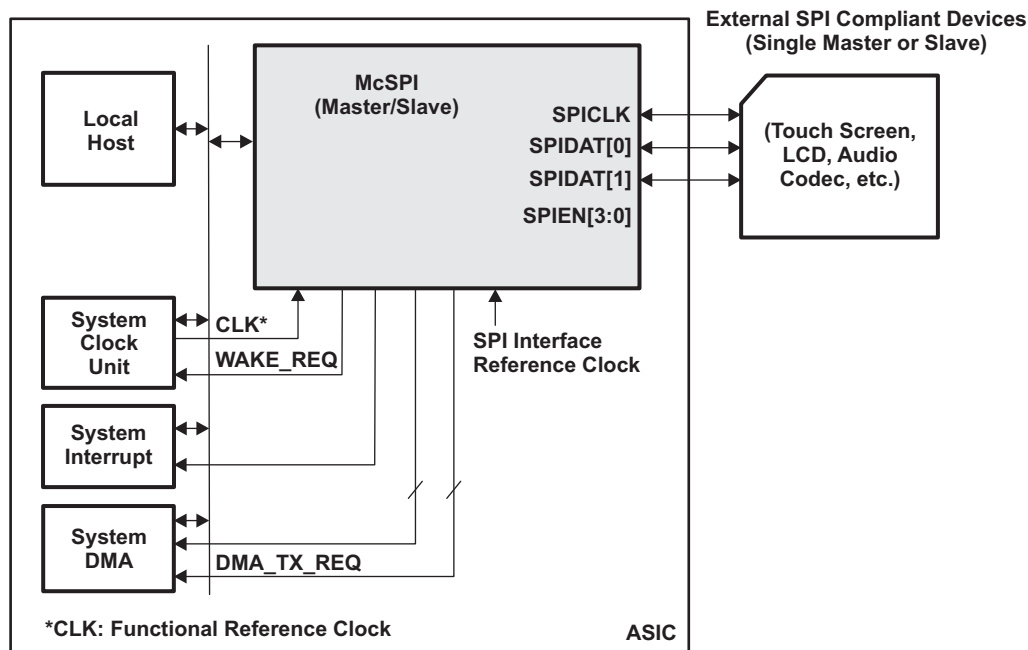 External SPI Compliant Devices
(Single Master or Slave)
McSPI
(Master/Slave)
Local
Host
SPICLK
SPIDAT[0]
SPIDAT[1]
SPIEN[3:0]
(Touch Screen,
LCD, Audio
Codec, etc.)
System
Clock
Unit
CLK*
WAKE_REQ
SPI Interface
Reference Clock
System
Interrupt
System
DMA
DMA_TX_REQ
*CLK: Functional Reference Clock
ASIC